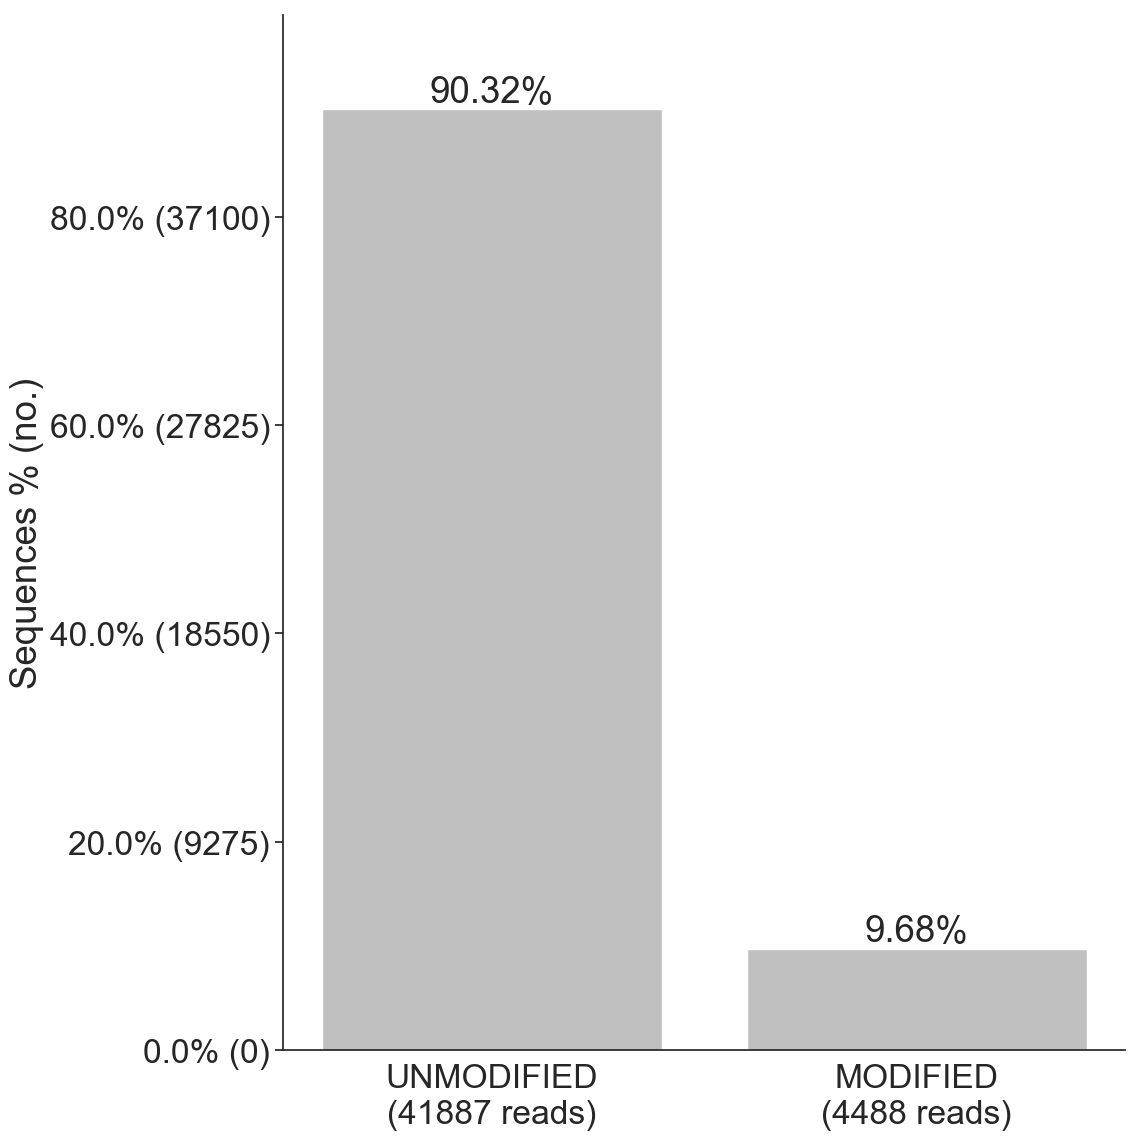 90.32%
80.0% (37100)
60.0% (27825)
Sequences % (no.)
40.0% (18550)
20.0% (9275)
9.68%
0.0% (0)
UNMODIFIED
(41887 reads)
MODIFIED
(4488 reads)